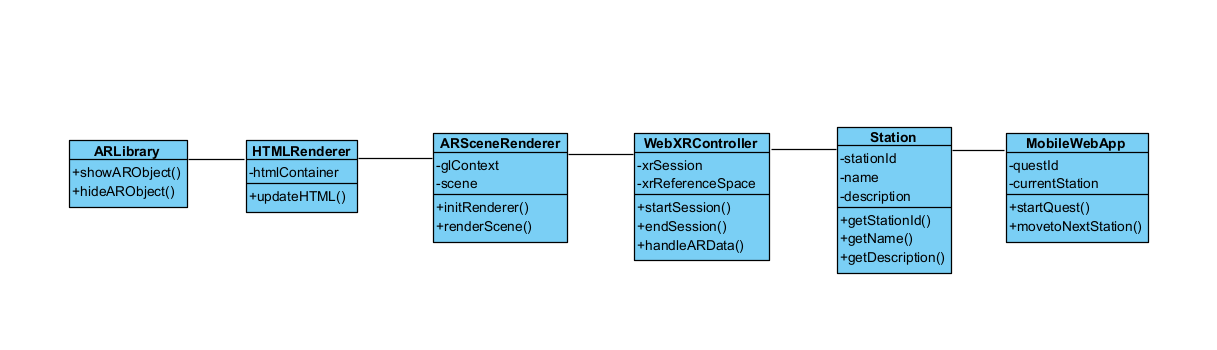 ARLibrary
+showARObject()
+hideARObject()
HTMLRenderer
-htmlContainer
+updateHTML()
ARSceneRenderer
-glContext
-scene
+initRenderer()
+renderScene()
WebXRController
-xrSession
-xrReferenceSpace
+startSession()
+endSession()
+handleARData()
Station
-stationId
-name
-description
+getStationId()
+getName()
+getDescription()
MobileWebApp
-questId
-currentStation
+startQuest()
+movetoNextStation()